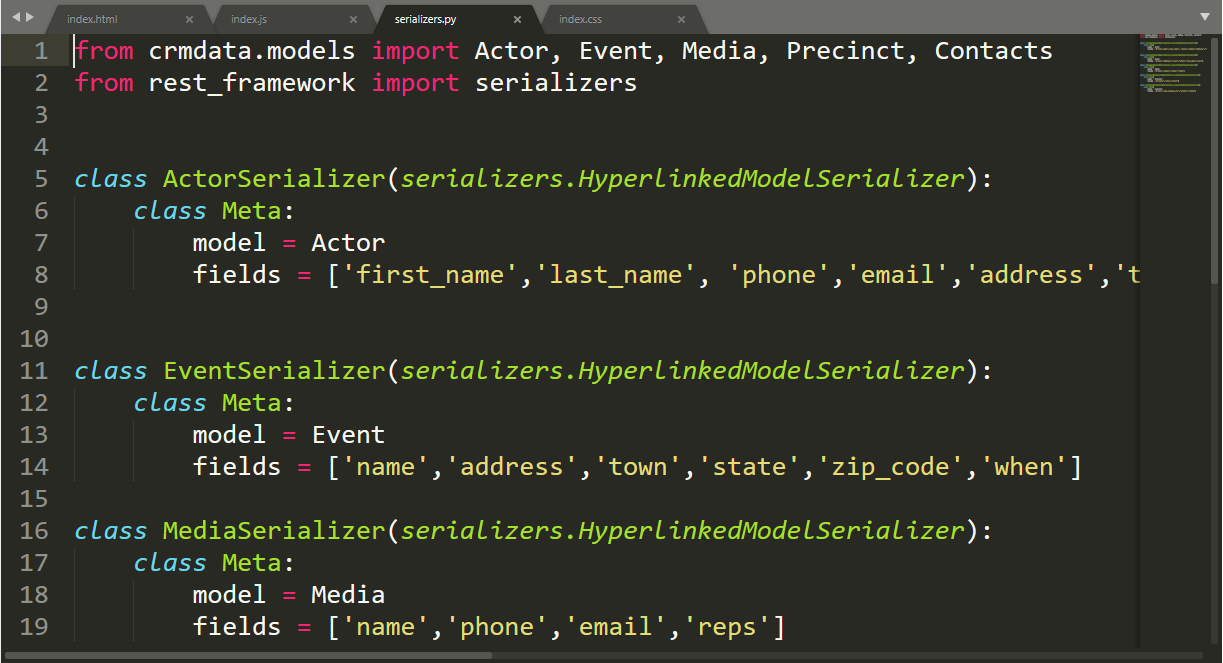 index.html × index.js × serializers.py × index.css ×
1 from crmdata.models import Actor, Event, Media, Precinct, Contacts
2 from rest_framework import serializers
3
4
5 class ActorSerializer(serializers.HyperlinkedModelSerializer):
6     class Meta:
7         model = Actor
8         fields = ['first_name','last_name', 'phone','email','address','t
9
10
11 class EventSerializer(serializers.HyperlinkedModelSerializer):
12     class Meta:
13         model = Event
14         fields = ['name','address','town','state','zip_code','when']
15
16 class MediaSerializer(serializers.HyperlinkedModelSerializer):
17     class Meta:
18         model = Media
19         fields = ['name','phone','email','reps']